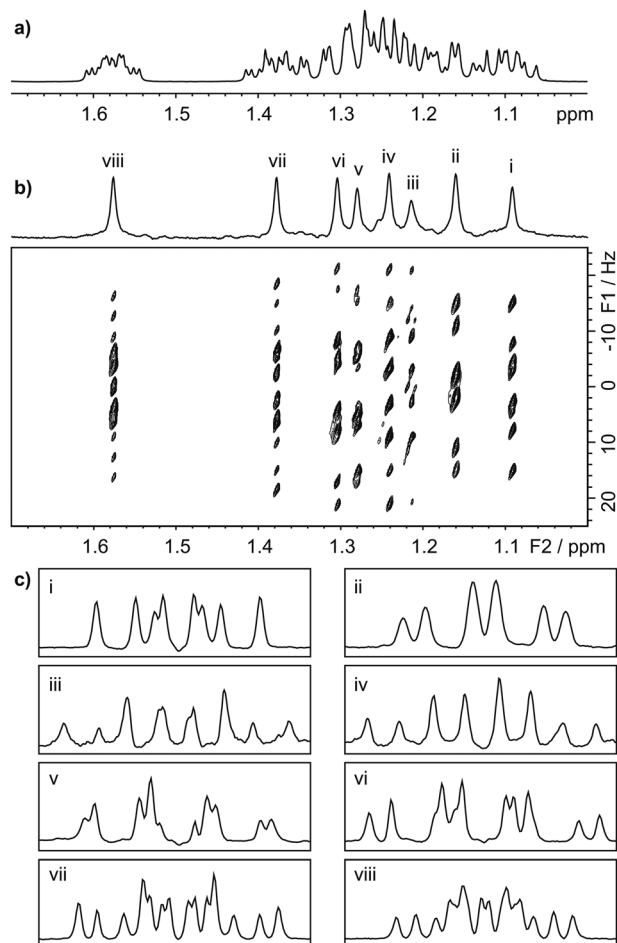 a)
1.6 1.5 1.4 1.3 1.2 1.1 ppm
viii vii vi v iv iii ii i
b)
F1 / Hz
-10
0
10
20
1.6 1.5 1.4 1.3 1.2 1.1 F2 / ppm
c)
i ii
iii iv
v vi
vii viii